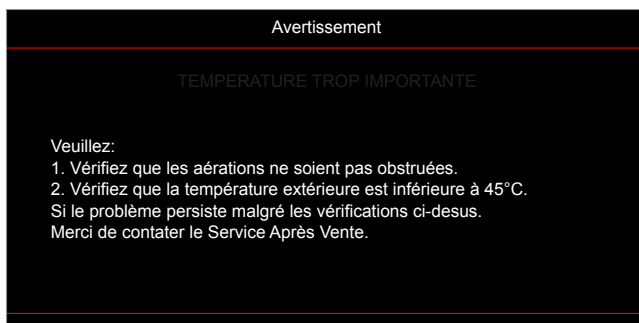 Avertissement
TEMPERATURE TROP IMPORTANTE
Veuillez:
1. Vérifiez que les aérations ne soient pas obstruées.
2. Vérifiez que la température extérieure est inférieure à 45°C.
Si le problème persiste malgré les vérifications ci-desus.
Merci de contater le Service Après Vente.